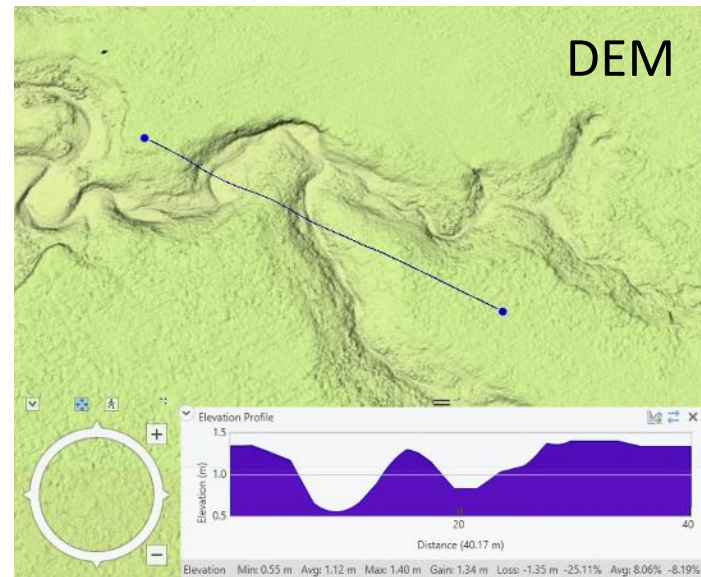 DEM
Elevation Profile
1.5
1.0
0.5
Elevation (m)
20
40
Distance (40.17 m)
Elevation Min: 0.55 m Avg: 1.12 m Max: 1.40 m Gain: 1.34 m Loss: -1.35 m -25.11% Avg: 8.06% -8.19%